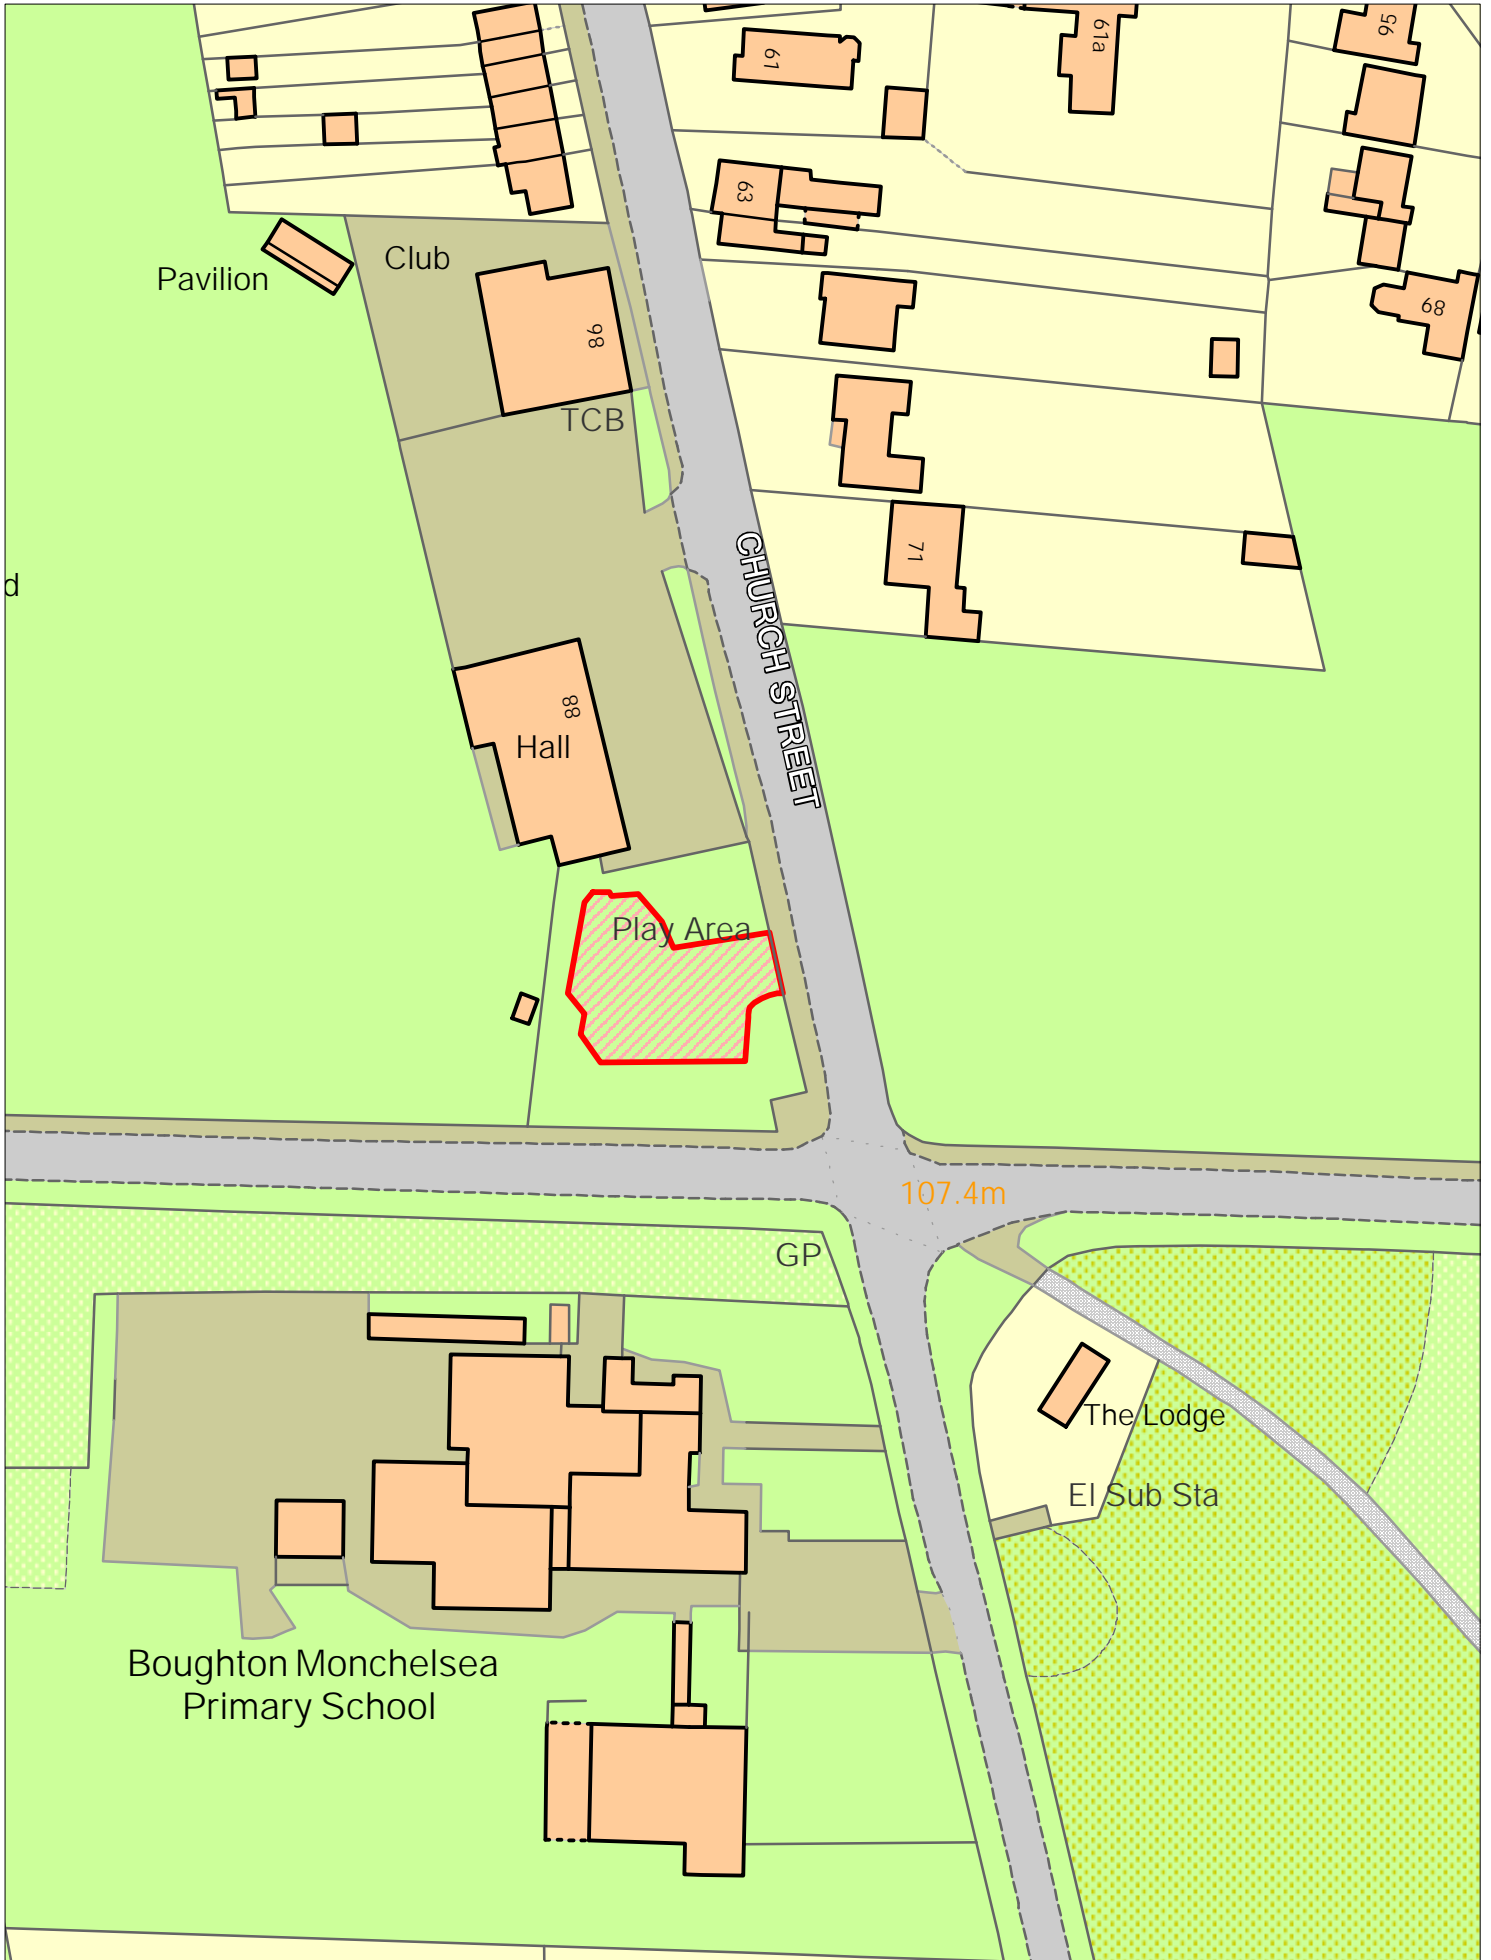 61
61a
56
63
Club
Pavilion
68
98
TCB
71
d
CHURCH STREET
88
Hall
Play Area
107.4m
GP
The Lodge
El Sub Sta
Boughton Monchelsea
Primary School